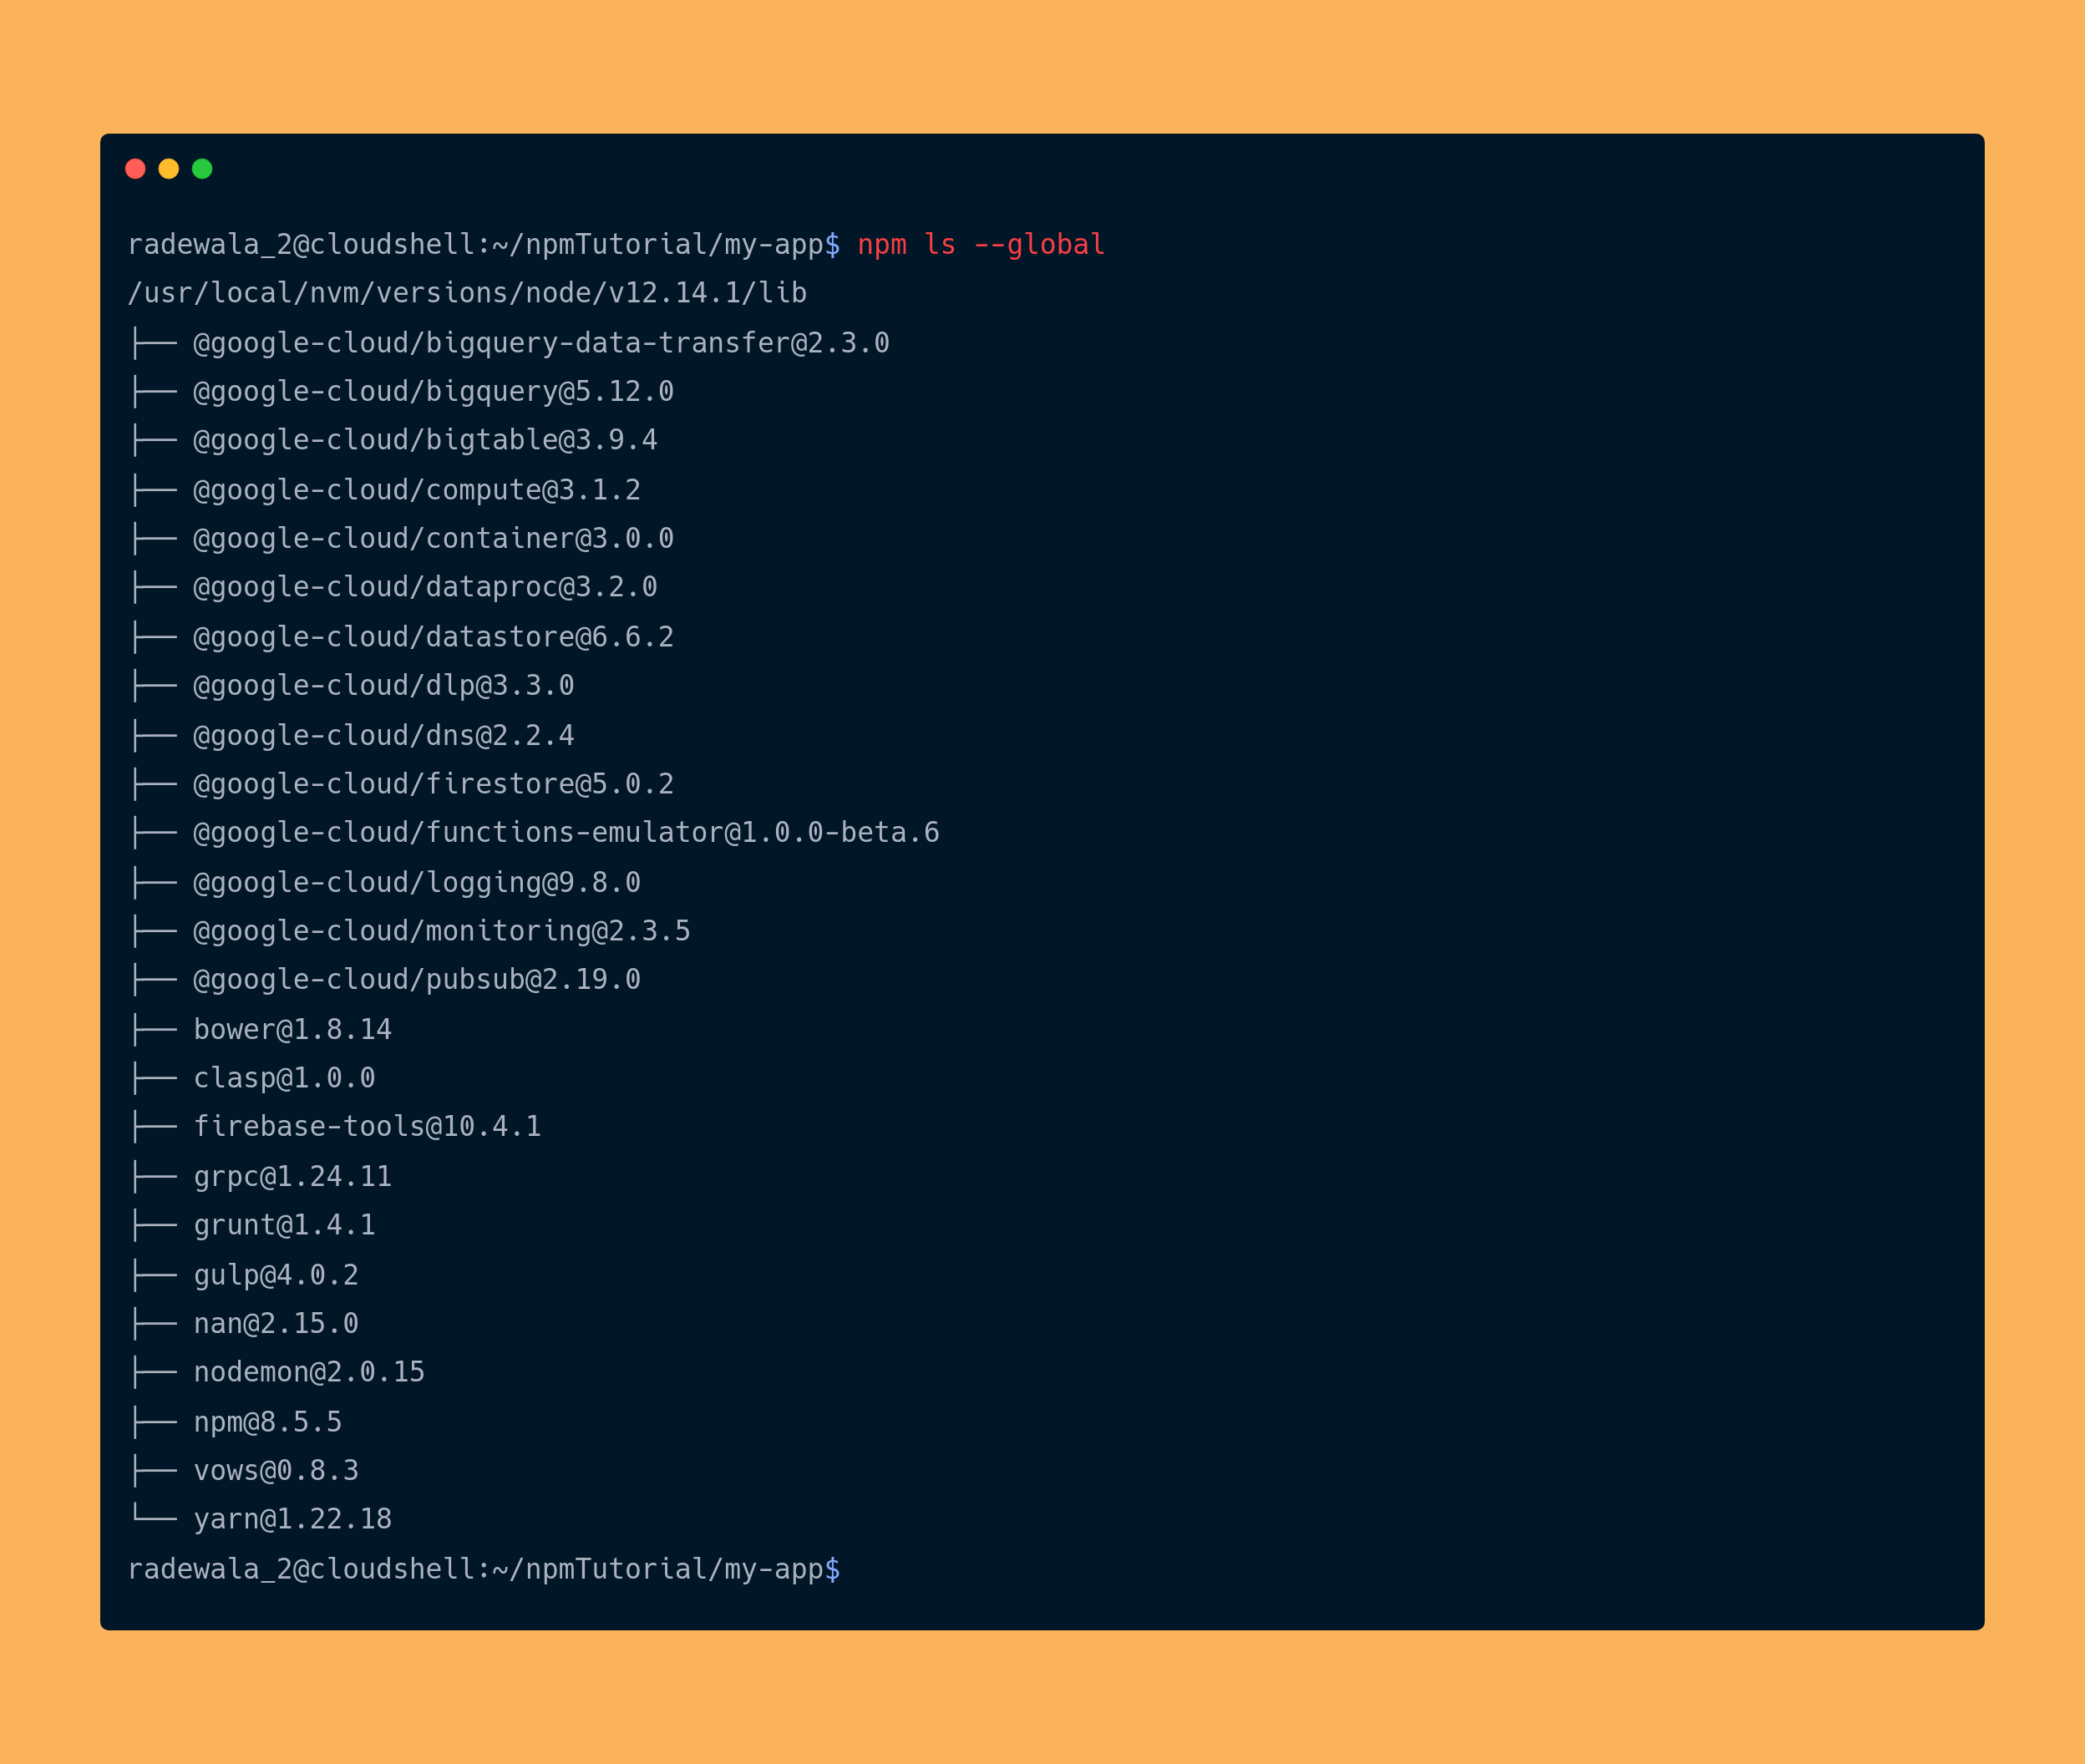 radewala_2@cloudshell:~/npmTutorial/my-app$ npm ls --global
/usr/local/nvm/versions/node/v12.14.1/lib
├── @google-cloud/bigquery-data-transfer@2.3.0
├── @google-cloud/bigquery@5.12.0
├── @google-cloud/bigtable@3.9.4
├── @google-cloud/compute@3.1.2
├── @google-cloud/container@3.0.0
├── @google-cloud/dataproc@3.2.0
├── @google-cloud/datastore@6.6.2
├── @google-cloud/dlp@3.3.0
├── @google-cloud/dns@2.2.4
├── @google-cloud/firestore@5.0.2
├── @google-cloud/functions-emulator@1.0.0-beta.6
├── @google-cloud/logging@9.8.0
├── @google-cloud/monitoring@2.3.5
├── @google-cloud/pubsub@2.19.0
├── bower@1.8.14
├── clasp@1.0.0
├── firebase-tools@10.4.1
├── grpc@1.24.11
├── grunt@1.4.1
├── gulp@4.0.2
├── nan@2.15.0
├── nodemon@2.0.15
├── npm@8.5.5
├── vows@0.8.3
└── yarn@1.22.18
radewala_2@cloudshell:~/npmTutorial/my-app$